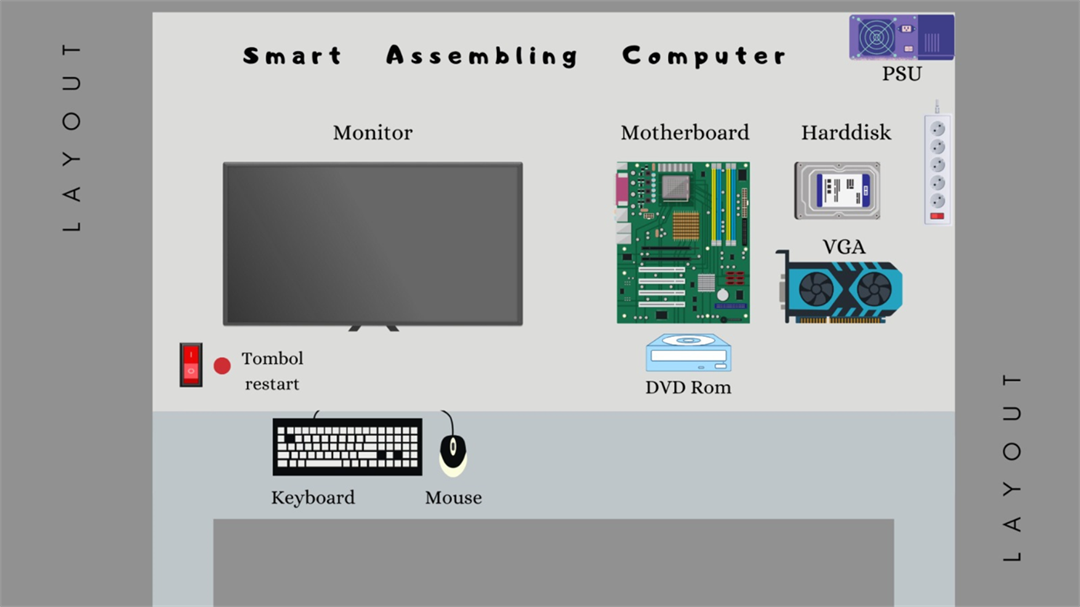 LAYOUT
Smart Assembling Computer
PSU
Monitor
Motherboard
Harddisk
VGA
Tombol
restart
DVD Rom
Keyboard
Mouse
LAYOUT